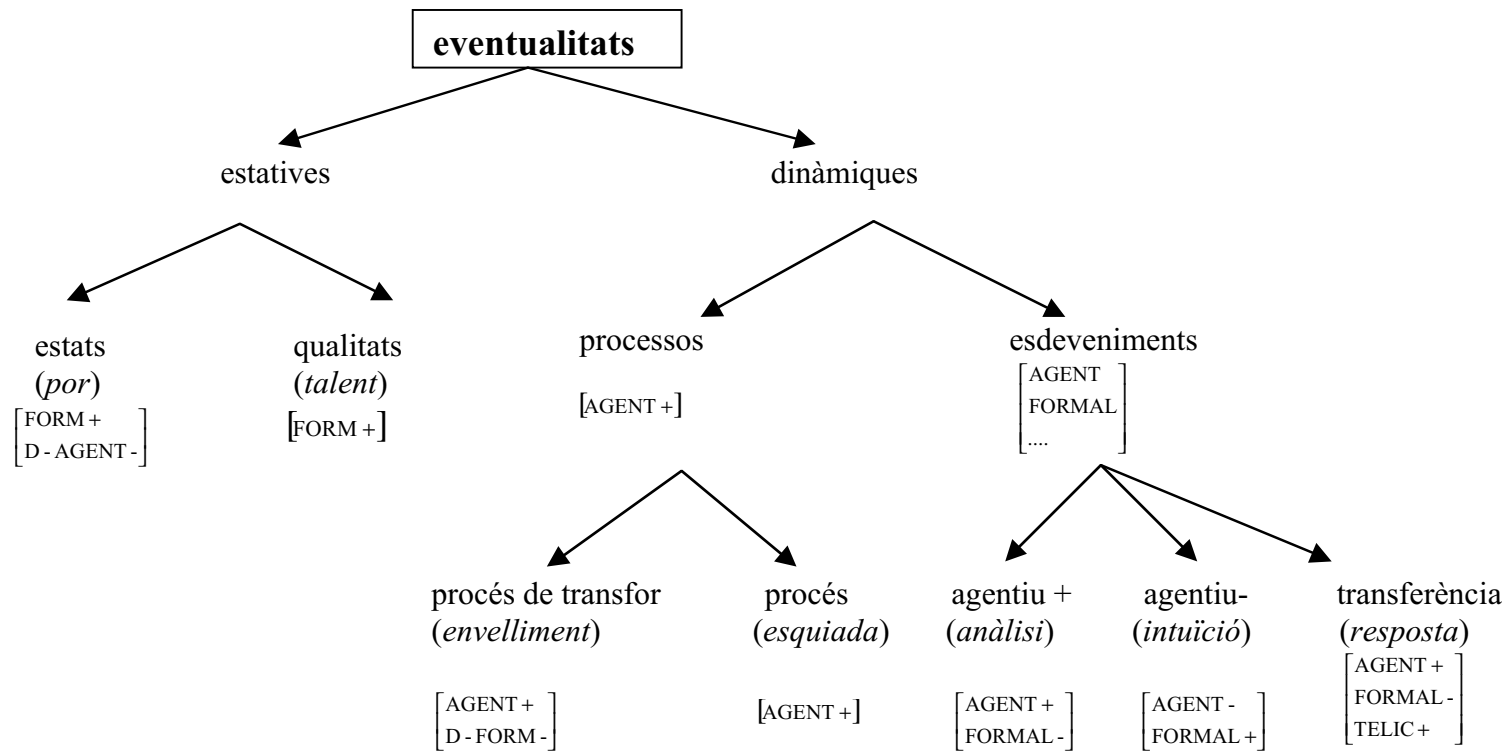 eventualitats
estatives
dinàmiques
estats
(por)
[FORM +
D - AGENT -]
qualitats
(talent)
[FORM +]
processos
[AGENT +]
esdeveniments
[AGENT
FORMAL
....]
procés de transfor
(envelliment)
[AGENT +
D - FORM -]
procés
(esquiada)
[AGENT +]
agentiu +
(anàlisi)
[AGENT +
FORMAL -]
agentiu-
(intuïció)
[AGENT -
FORMAL +]
transferència
(resposta)
[AGENT +
FORMAL -
TELIC +]